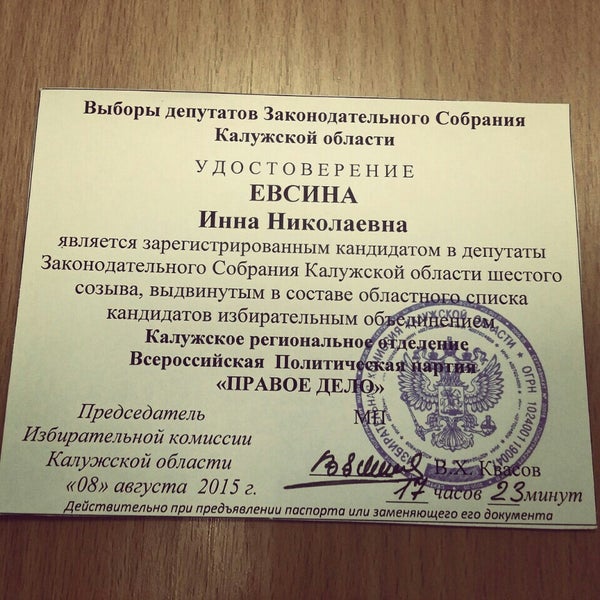 Выборы депутатов Законодательного Собрания
Калужской области
УДОСТОВЕРЕНИЕ
ЕВСИНА
Инна Николаевна
является зарегистрированным кандидатом в депутаты
Законодательного Собрания Калужской области шестого
созыва, выдвинутым в составе областного списка
кандидатов избирательным объединением
Калужское региональное отделение
Всероссийская Политическая партия
«ПРАВОЕ ДЕЛО»
Председатель МП
Избирательной комиссии
Калужской области В.Х. Квасов
«08» августа 2015 г. 17 часов 23 минут
Действительно при предъявлении паспорта или заменяющего его документа